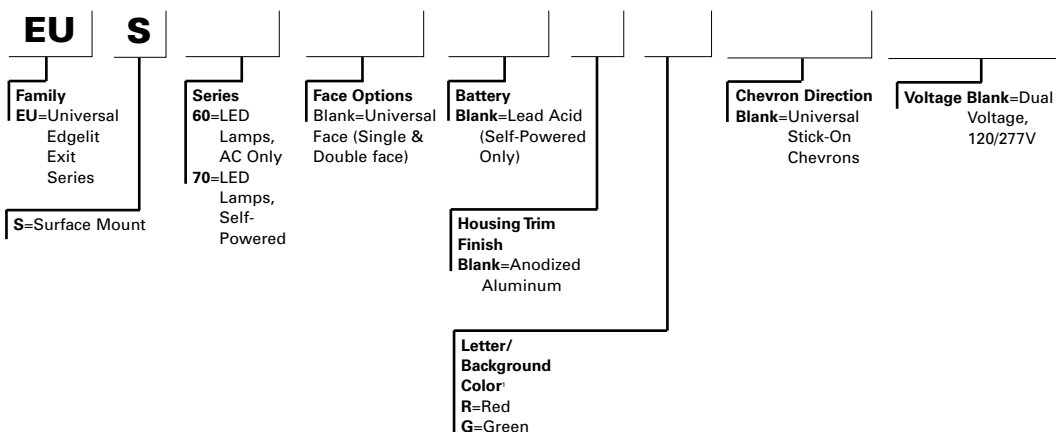 EU S
Family
EU=Universal
Edgelit
Exit
Series
S=Surface Mount
Series
60=LED
Lamps,
AC Only
70=LED
Lamps,
Self-
Powered
Face Options
Blank=Universal
Face (Single &
Double face)
Battery
Blank=Lead Acid
(Self-Powered
Only)
Housing Trim
Finish
Blank=Anodized
Aluminum
Letter/
Background
Color¹
R=Red
G=Green
Chevron Direction
Blank=Universal
Stick-On
Chevrons
Voltage Blank=Dual
Voltage,
120/277V